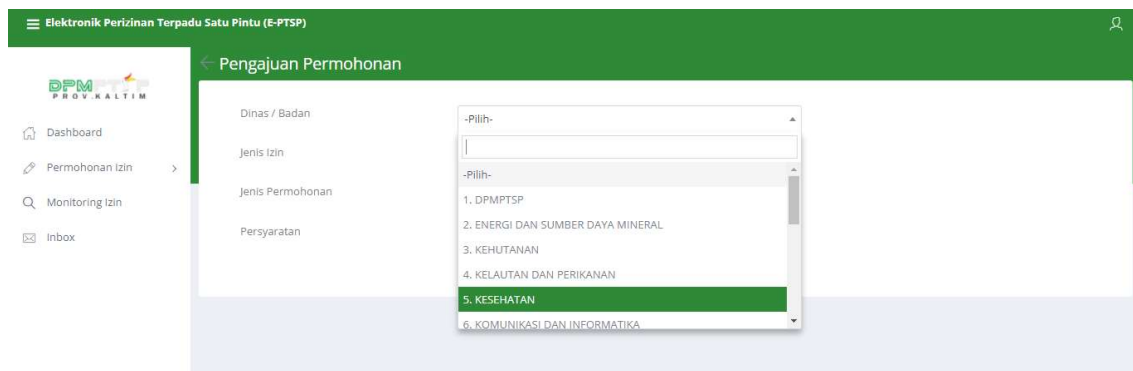 Elektronik Perizinan Terpadu Satu Pintu (E-PTSP)
Pengajuan Permohonan
DPMPTSP
PROV.KALTIM
Dashboard
Permohonan Izin
Monitoring Izin
Inbox
Dinas / Badan
-Pilih-
Jenis Izin
Jenis Permohonan
Persyaratan
-Pilih-
1. DPMPTSP
2. ENERGI DAN SUMBER DAYA MINERAL
3. KEHUTANAN
4. KELAUTAN DAN PERIKANAN
5. KESEHATAN
6. KOMUNIKASI DAN INFORMATIKA